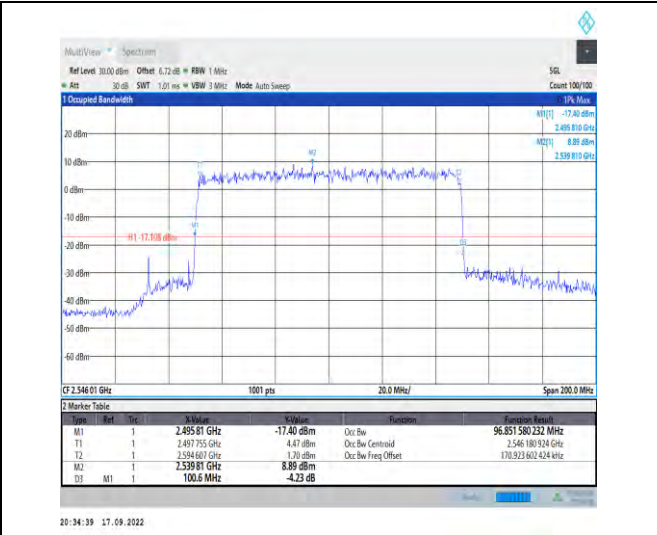 MultiView Spectrum
Ref Level 30.00 dBm Offset 6.72 dB RBW 1 MHz SGL
Att 30 dB SWT 1.01 ms VBW 3 MHz Mode Auto Sweep Count 100/100
1 Occupied Bandwidth 1Pk Max
M1[1] -17.40 dBm
2.495 810 GHz
20 dBm
M2[1] 8.89 dBm
2.539 810 GHz
M2
10 dBm
0 dBm
-10 dBm
M1
H1 -17.108 dBm
-20 dBm
D3
-30 dBm
-40 dBm
-50 dBm
-60 dBm
CF 2.546 01 GHz 1001 pts 20.0 MHz/ Span 200.0 MHz
2 Marker Table
Type Ref Trc X-Value Y-Value Function Function Result
M1 1 2.495 81 GHz -17.40 dBm Occ Bw 96.851 580 232 MHz
T1 1 2.497 755 GHz 4.47 dBm Occ Bw Centroid 2.546 180 924 GHz
T2 1 2.594 607 GHz 1.70 dBm Occ Bw Freq Offset 170.923 602 424 kHz
M2 1 2.539 81 GHz 8.89 dBm
D3 M1 1 100.6 MHz -4.23 dB
20:34:39 17.09.2022